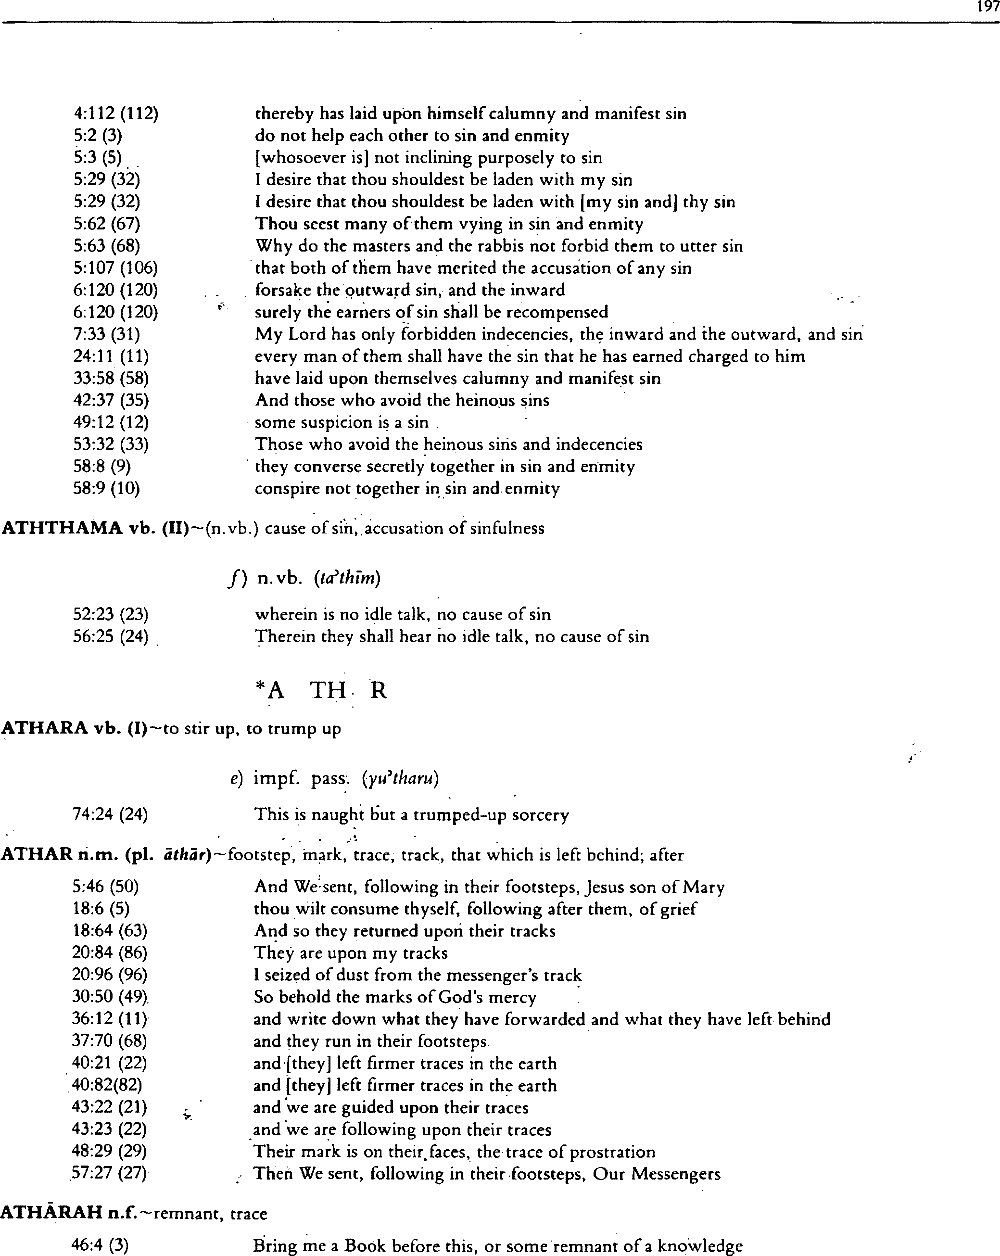 197
4:112 (112) thereby has laid upon himself calumny and manifest sin
5:2 (3) do not help each other to sin and enmity
5:3 (5) [whosoever is] not inclining purposely to sin
5:29 (32) I desire that thou shouldest be laden with my sin
5:29 (32) I desire that thou shouldest be laden with [my sin and] thy sin
5:62 (67) Thou seest many of them vying in sin and enmity
5:63 (68) Why do the masters and the rabbis not forbid them to utter sin
5:107 (106) that both of them have merited the accusation of any sin
6:120 (120) forsake the outward sin, and the inward
6:120 (120) surely the earners of sin shall be recompensed
7:33 (31) My Lord has only forbidden indecencies, the inward and the outward, and sin
24:11 (11) every man of them shall have the sin that he has earned charged to him
33:58 (58) have laid upon themselves calumny and manifest sin
42:37 (35) And those who avoid the heinous sins
49:12 (12) some suspicion is a sin
53:32 (33) Those who avoid the heinous sins and indecencies
58:8 (9) they converse secretly together in sin and enmity
58:9 (10) conspire not together in sin and enmity
ATHTHAMA vb. (II)~(n.vb.) cause of sin, accusation of sinfulness
f) n.vb. (taʾthīm)
52:23 (23) wherein is no idle talk, no cause of sin
56:25 (24) Therein they shall hear no idle talk, no cause of sin
*A TH R
ATHARA vb. (I)~to stir up, to trump up
e) impf. pass. (yuʾtharu)
74:24 (24) This is naught but a trumped-up sorcery
ATHAR n.m. (pl. āthār)~footstep, mark, trace, track, that which is left behind; after
5:46 (50) And We sent, following in their footsteps, Jesus son of Mary
18:6 (5) thou wilt consume thyself, following after them, of grief
18:64 (63) And so they returned upon their tracks
20:84 (86) They are upon my tracks
20:96 (96) I seized of dust from the messenger's track
30:50 (49) So behold the marks of God's mercy
36:12 (11) and write down what they have forwarded and what they have left behind
37:70 (68) and they run in their footsteps
40:21 (22) and [they] left firmer traces in the earth
40:82(82) and [they] left firmer traces in the earth
43:22 (21) and we are guided upon their traces
43:23 (22) and we are following upon their traces
48:29 (29) Their mark is on their faces, the trace of prostration
57:27 (27) Then We sent, following in their footsteps, Our Messengers
ATHĀRAH n.f.~remnant, trace
46:4 (3) Bring me a Book before this, or some remnant of a knowledge